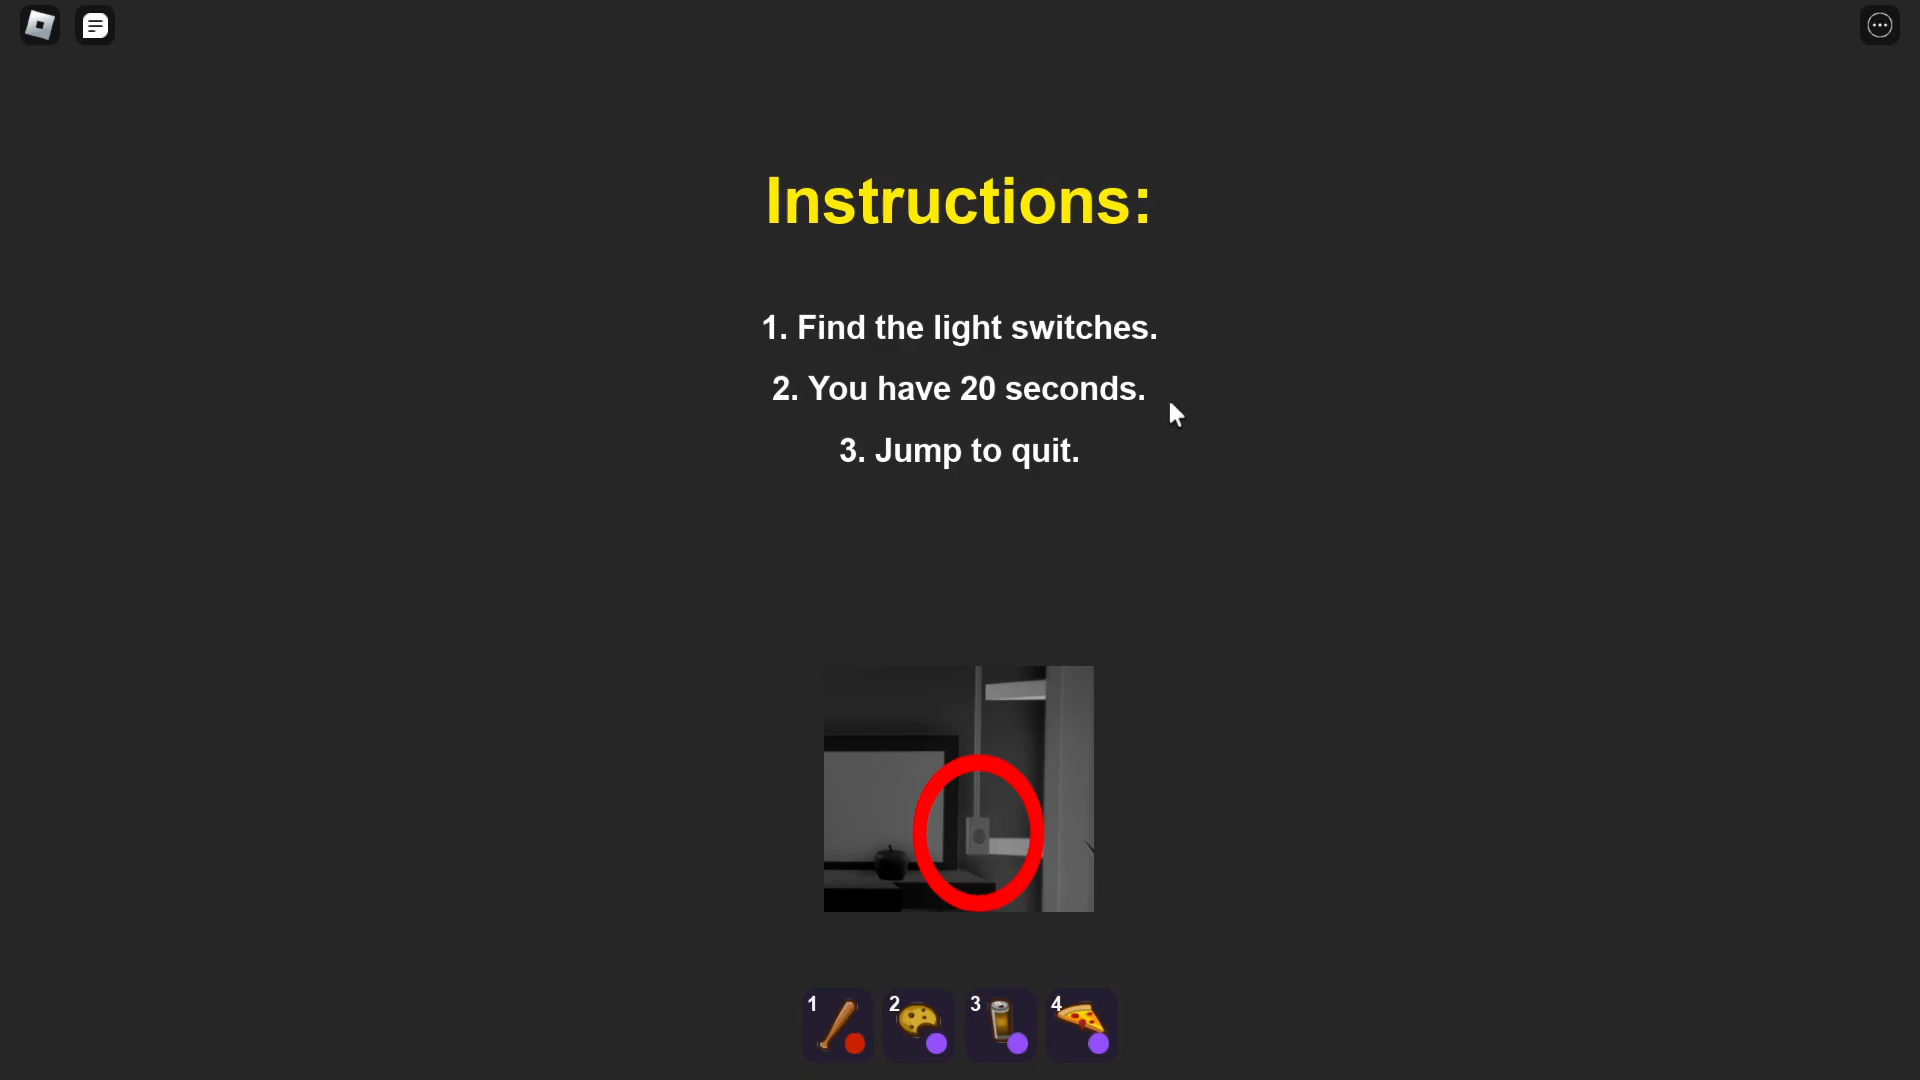 Instructions:
1. Find the light switches.
2. You have 20 seconds.
3. Jump to quit.
1 2 3 4